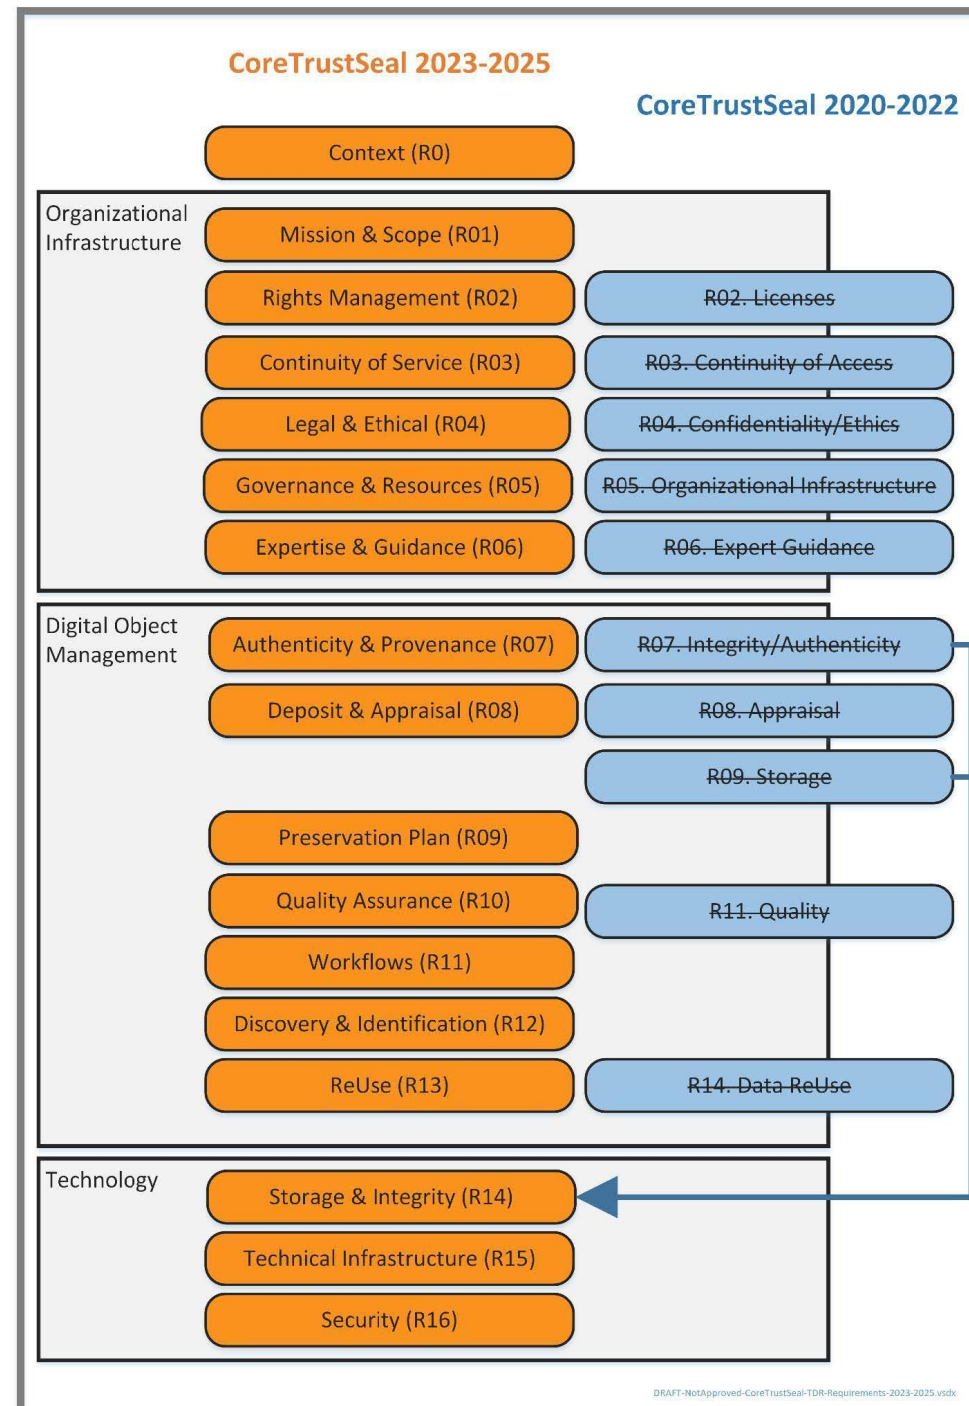 CoreTrustSeal 2023-2025
CoreTrustSeal 2020-2022
Context (R0)
Organizational
Infrastructure
Mission & Scope (R01)
Rights Management (R02)
R02. Licenses
Continuity of Service (R03)
R03. Continuity of Access
Legal & Ethical (R04)
R04. Confidentiality/Ethics
Governance & Resources (R05)
R05. Organizational Infrastructure
Expertise & Guidance (R06)
R06. Expert Guidance
Digital Object
Management
Authenticity & Provenance (R07)
R07. Integrity/Authenticity
Deposit & Appraisal (R08)
R08. Appraisal
R09. Storage
Preservation Plan (R09)
Quality Assurance (R10)
R11. Quality
Workflows (R11)
Discovery & Identification (R12)
ReUse (R13)
R14. Data ReUse
Technology
Storage & Integrity (R14)
Technical Infrastructure (R15)
Security (R16)
DRAFT-NotApproved-CoreTrustSeal-TDR-Requirements-2023-2025.vsdx